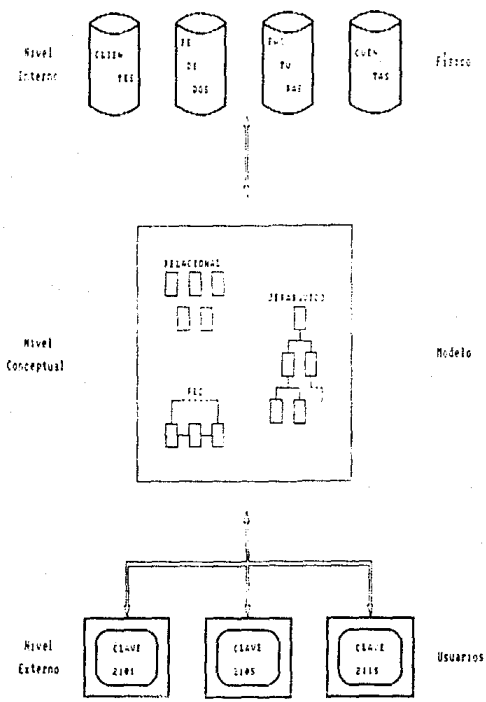 Nivel
Interno
CLIEN
TES
PE
DI
DOS
TU
RAS
CUEN
TAS
Físico
RELACIONAL
JERARQUICO
Nivel
Conceptual
Modelo
RED
Nivel
Externo
CLAVE
2101
CLAVE
2105
CLAVE
2115
Usuarios